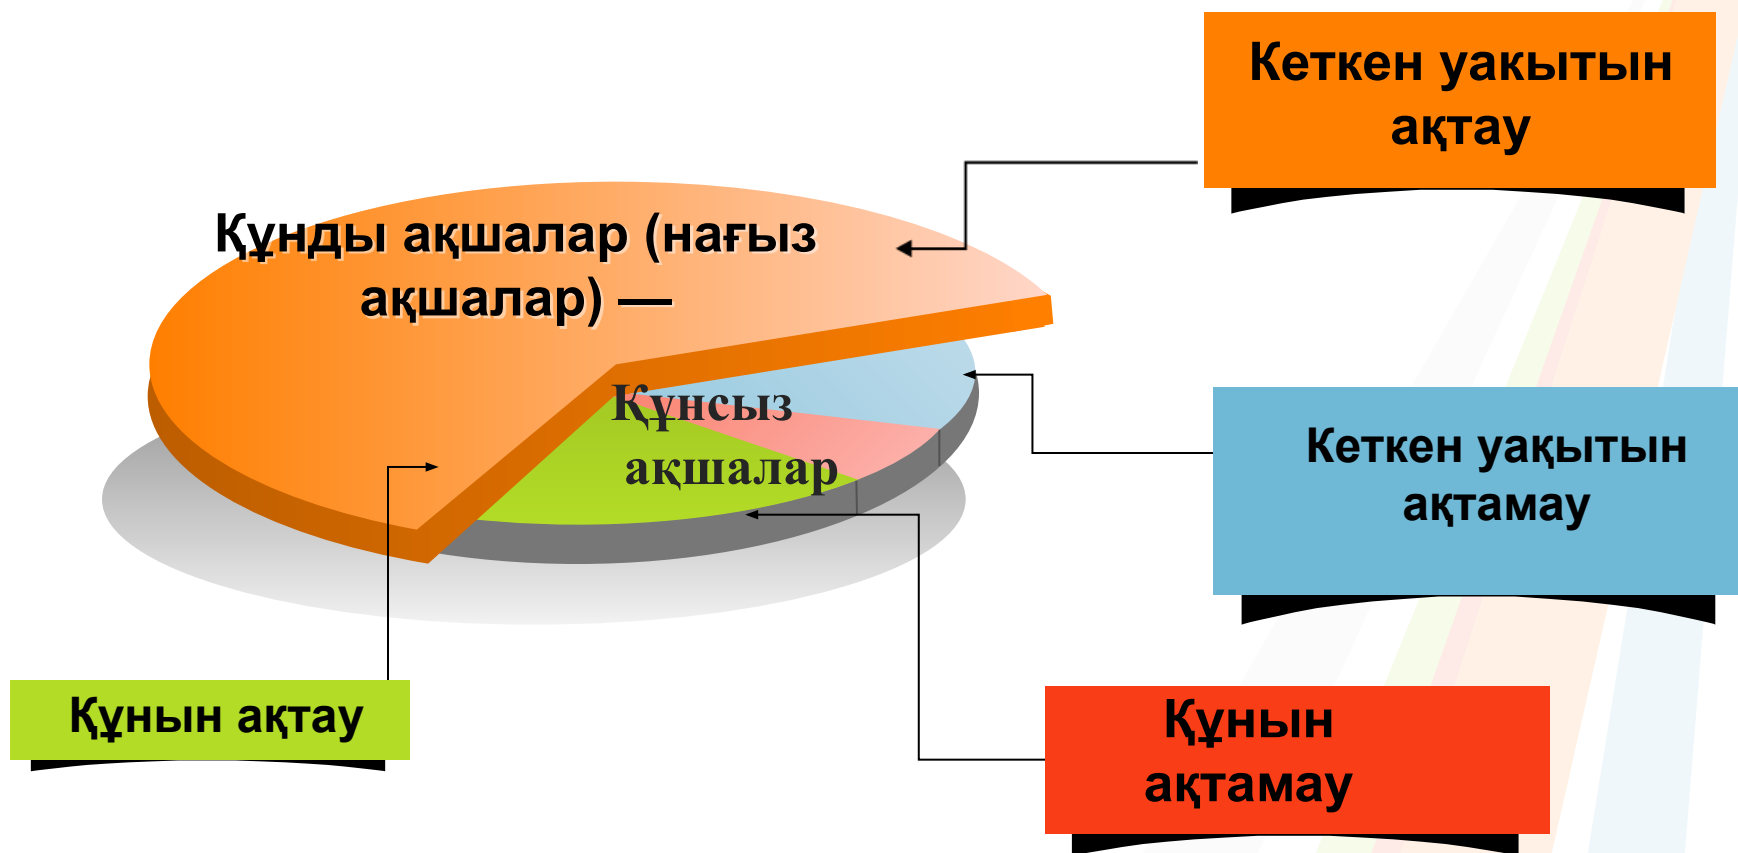 Кеткен уакытын
ақтау
Құнды ақшалар (нағыз
ақшалар) —
Құнсыз
ақшалар
Кеткен уақытын
ақтамау
Құнын ақтау
Құнын
ақтамау